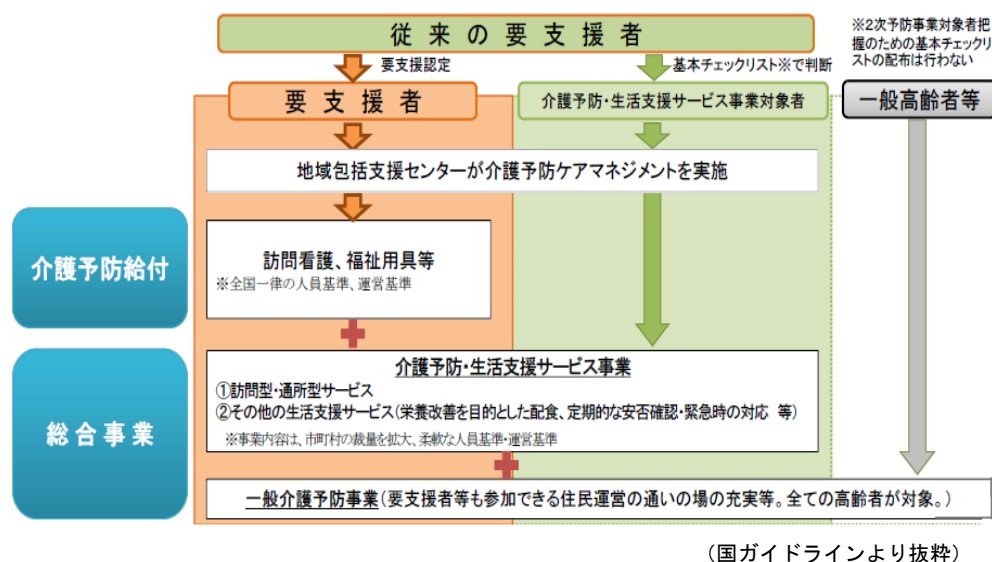 従来の要支援者
※2次予防事業対象者把
握のための基本チェックリ
ストの配布は行わない
要支援認定
基本チェックリスト※で判断
要支援者
介護予防・生活支援サービス事業対象者
一般高齢者等
地域包括支援センターが介護予防ケアマネジメントを実施
介護予防給付
訪問看護、福祉用具等
※全国一律の人員基準、運営基準
総合事業
介護予防・生活支援サービス事業
①訪問型・通所型サービス
②その他の生活支援サービス(栄養改善を目的とした配食、定期的な安否確認・緊急時の対応 等)
※事業内容は、市町村の裁量を拡大、柔軟な人員基準・運営基準
一般介護予防事業(要支援者等も参加できる住民運営の通いの場の充実等。全ての高齢者が対象。)
(国ガイドラインより抜粋)